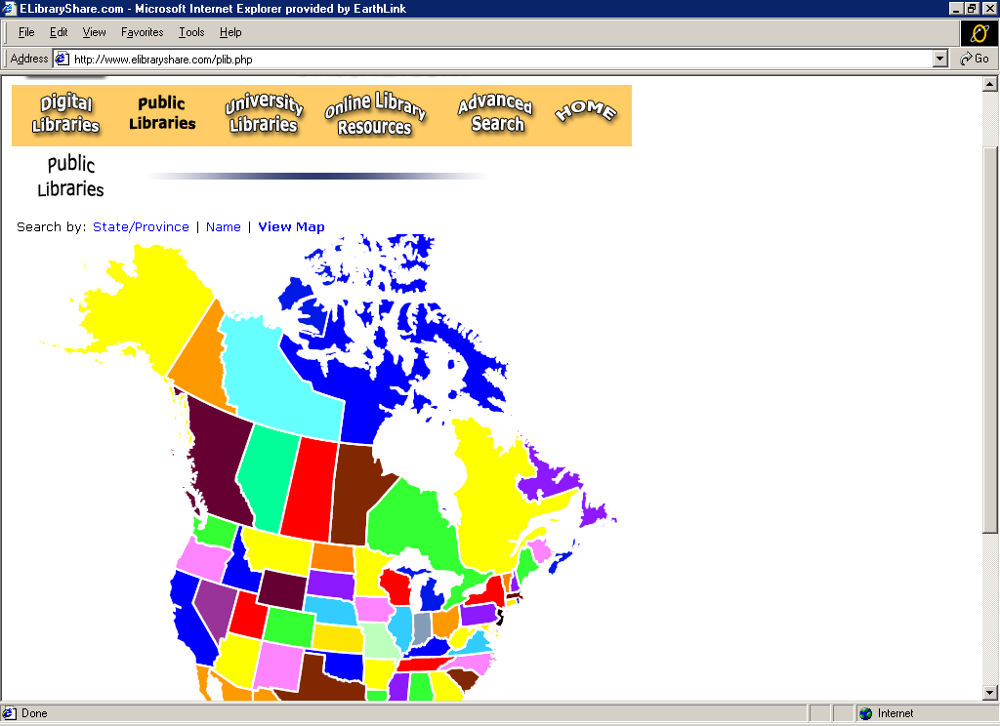 ELibraryShare.com - Microsoft Internet Explorer provided by EarthLink
File Edit View Favorites Tools Help
Address http://www.elibraryshare.com/plib.php Go
Digital Libraries
Public Libraries
University Libraries
Online Library Resources
Advanced Search
HOME
Public
Libraries
Search by: State/Province | Name | View Map
Done Internet